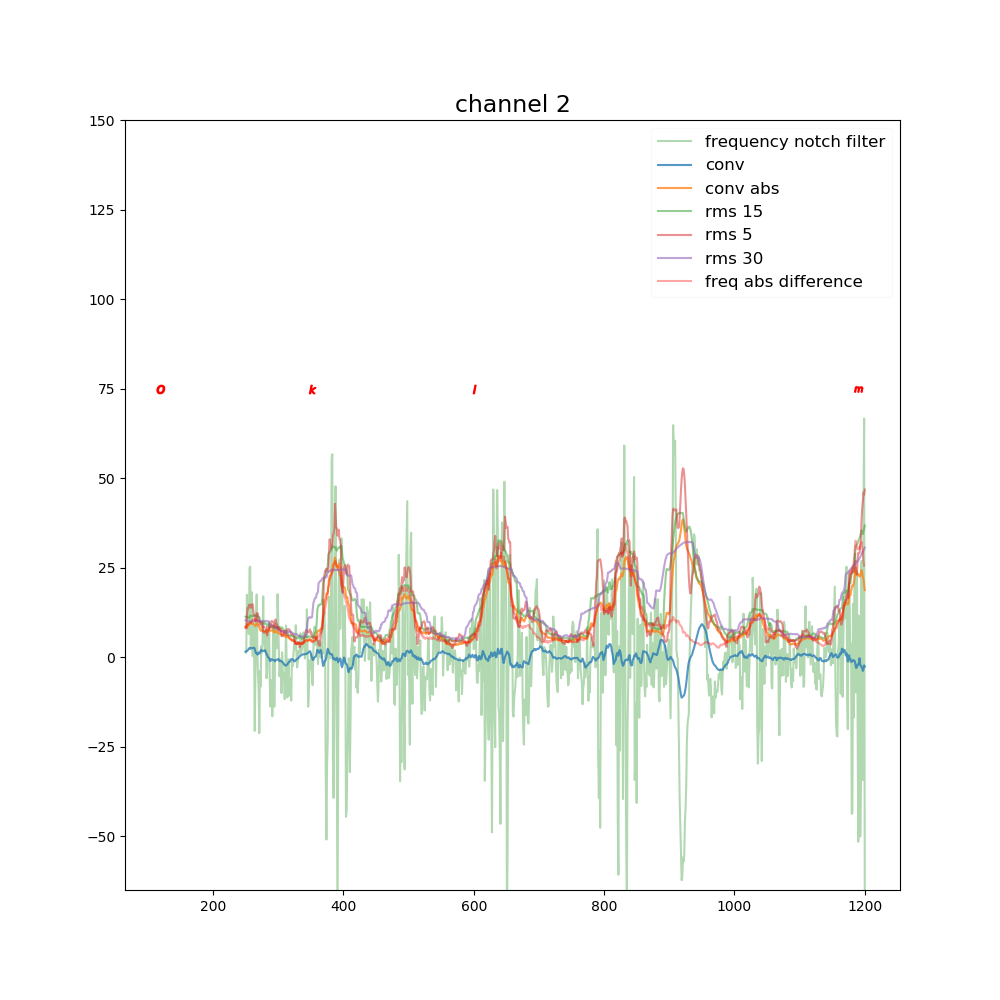 channel 2
150
125
100
75
50
25
0
−25
−50
frequency notch filter
conv
conv abs
rms 15
rms 5
rms 30
freq abs difference
O k l m
200 400 600 800 1000 1200